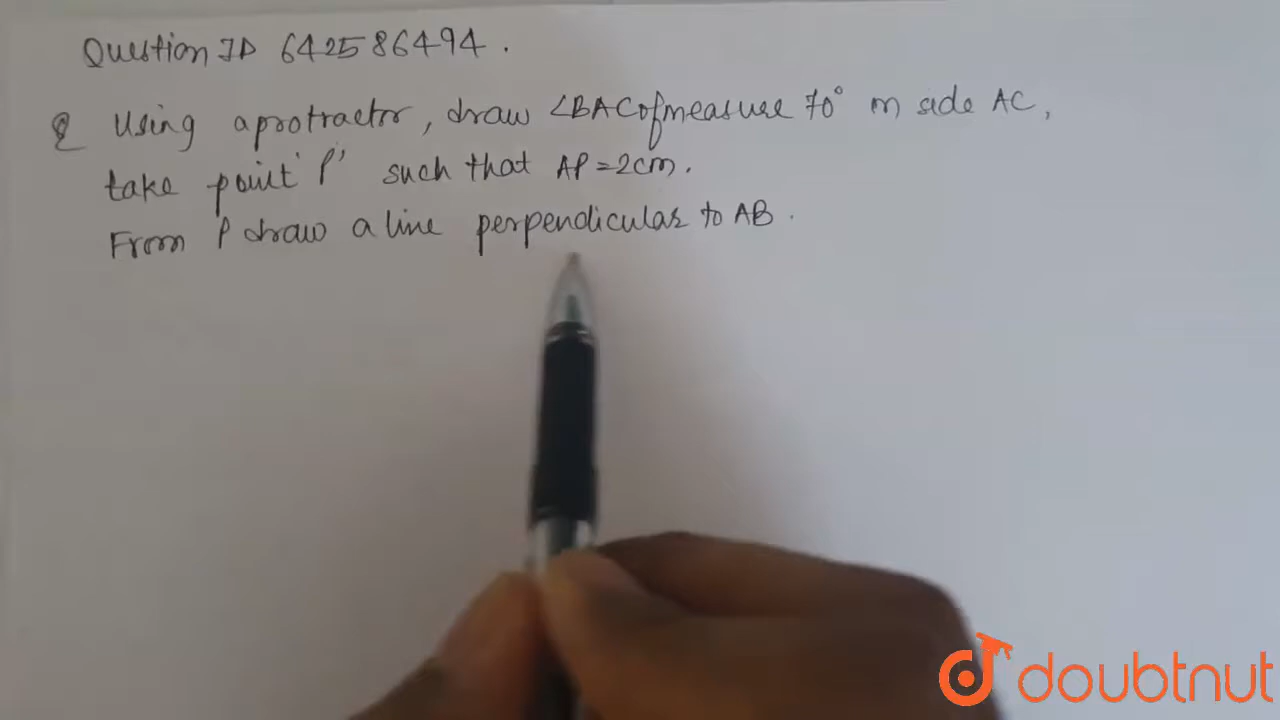 Question ID 642586494.
Q Using a protractor, draw ∠BAC of measure 70° on side AC,
take point 'P' such that AP=2cm.
From P draw a line perpendicular to AB.
doubtnut